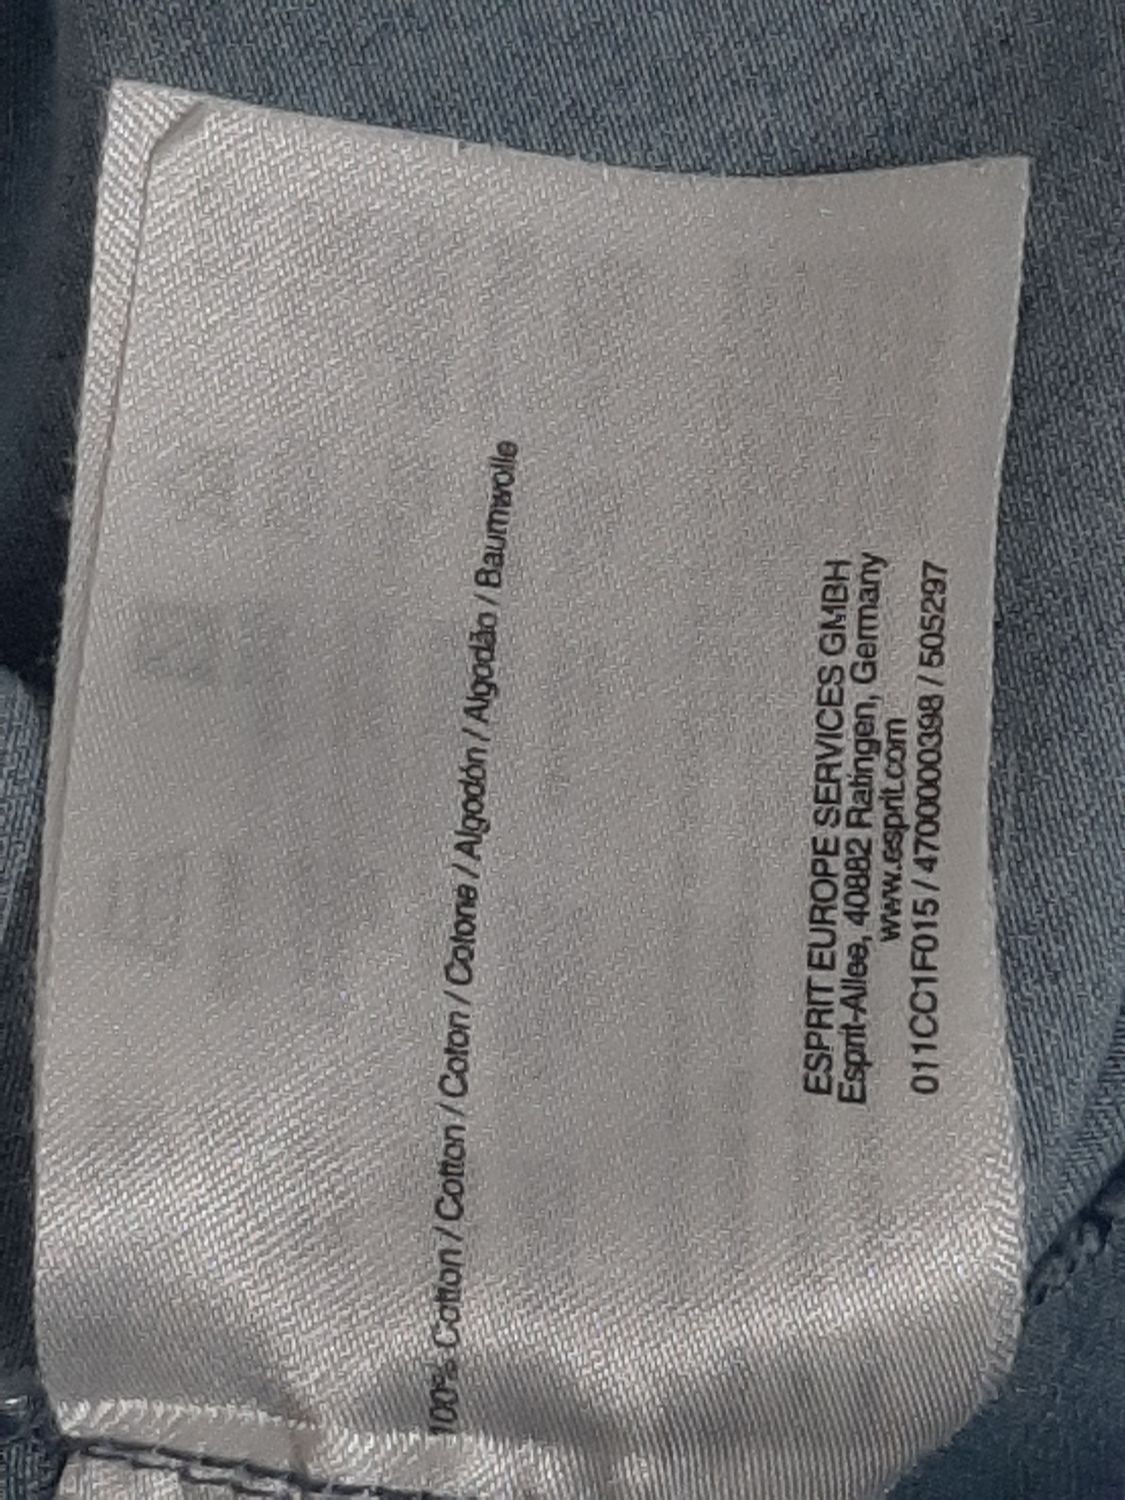 100% Cotton / Cotton / Coton / Cotone / Algodón / Algodão / Baumwolle
ESPRIT EUROPE SERVICES GMBH
Esprit-Allee, 40882 Ratingen, Germany
www.esprit.com
011CC1F015 / 4700000398 / 505297